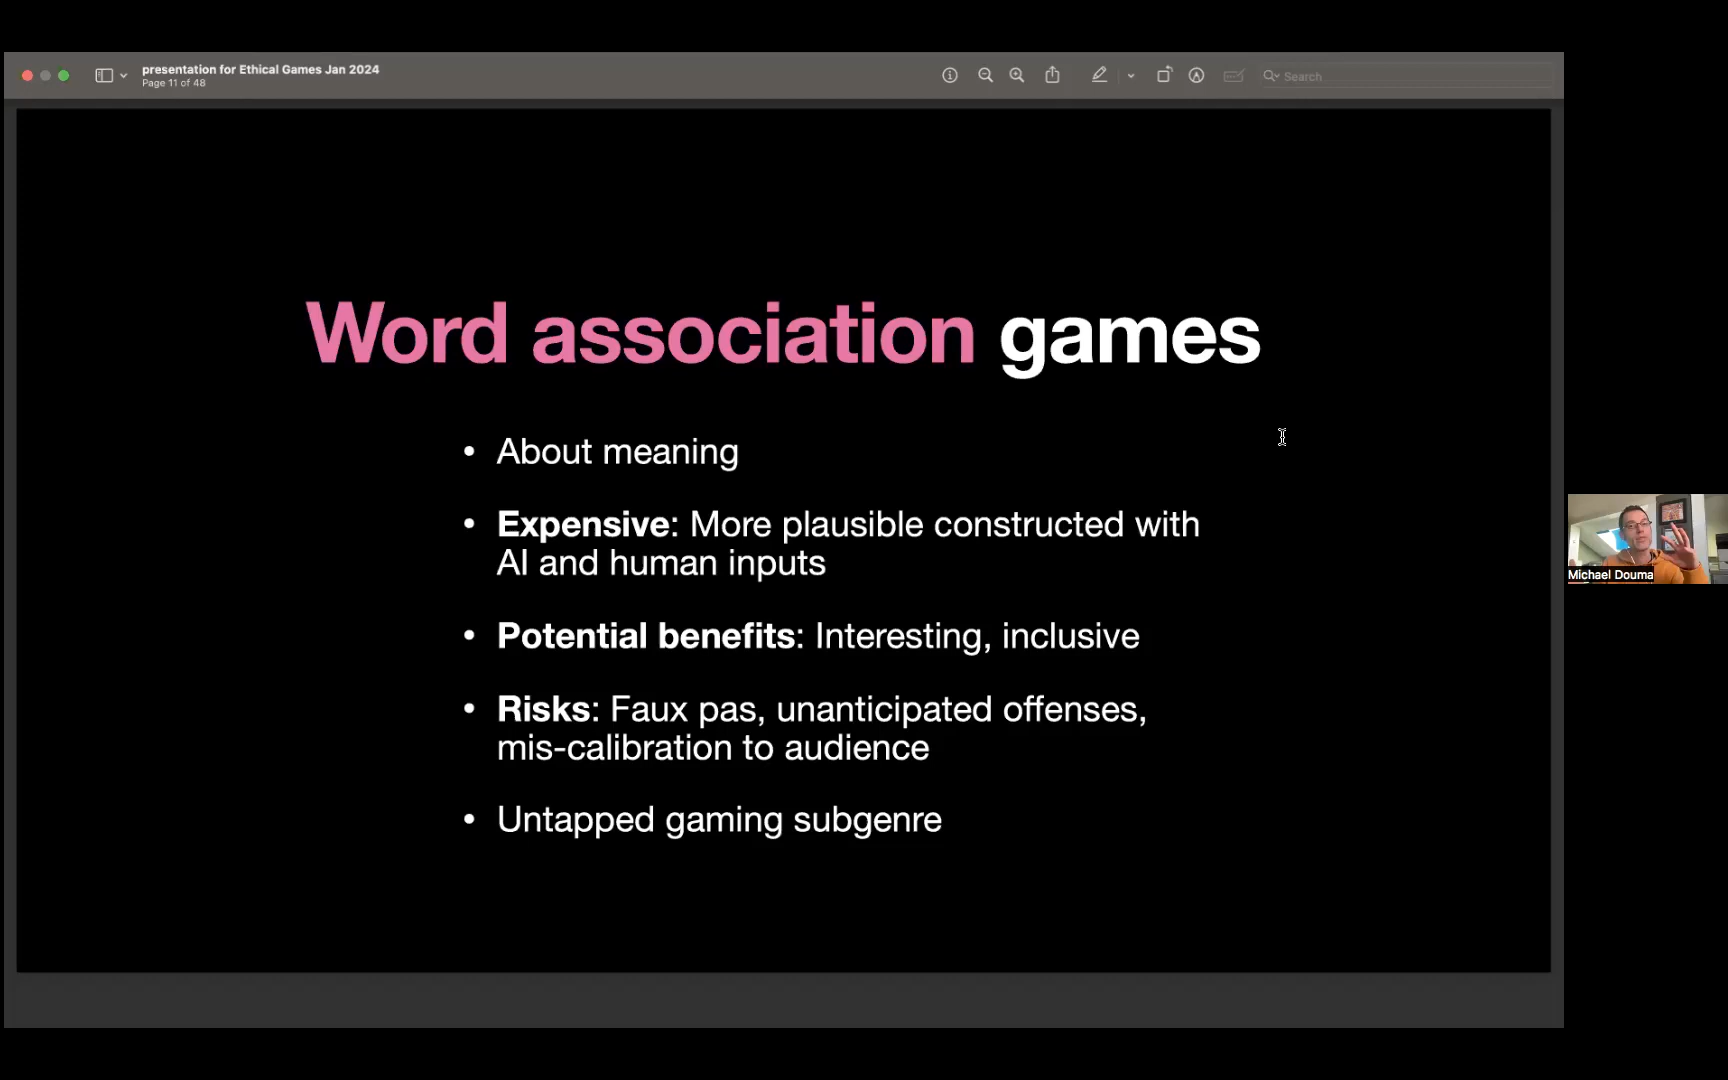 presentation for Ethical Games Jan 2024
Page 11 of 48
Search
Word association games
• About meaning
• Expensive: More plausible constructed with
AI and human inputs
• Potential benefits: Interesting, inclusive
• Risks: Faux pas, unanticipated offenses,
mis-calibration to audience
• Untapped gaming subgenre
Michael Douma